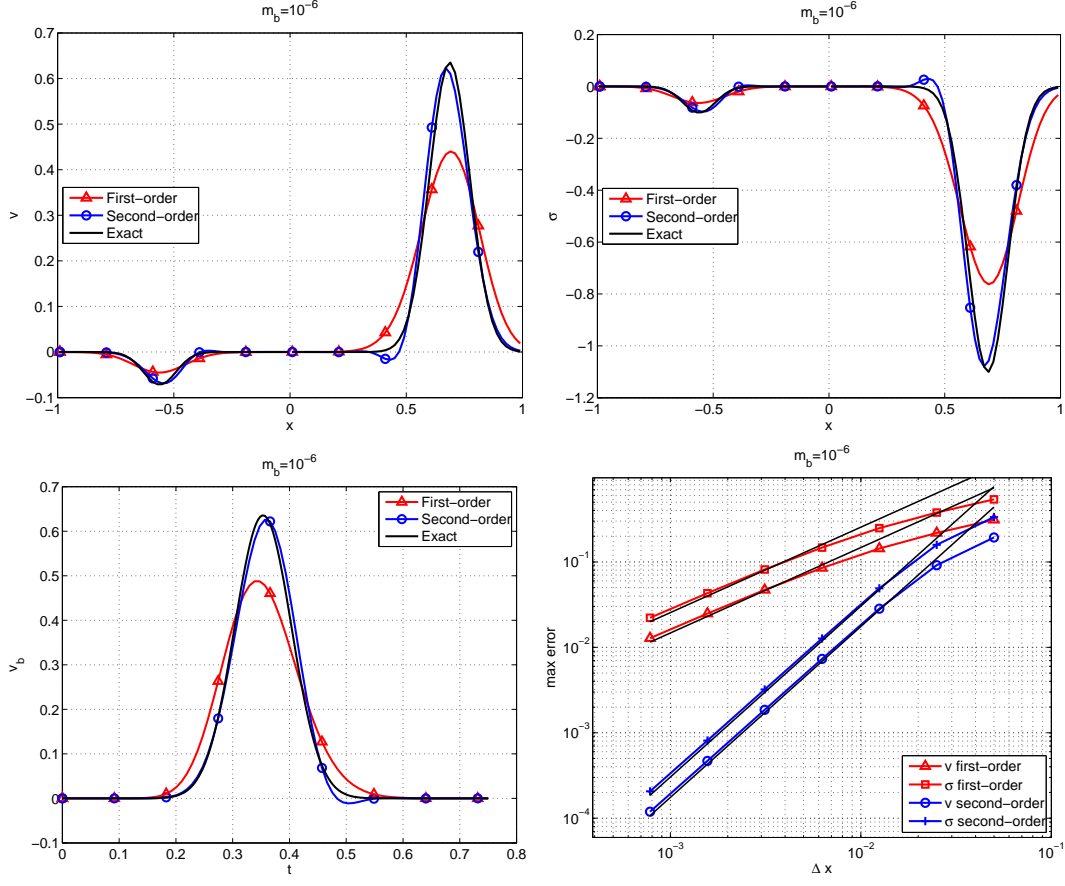 m_b=10^-6
0.7
0.6
0.5
0.4
0.3
0.2
0.1
0
−0.1
v
First−order
Second−order
Exact
−1 −0.5 0 0.5 1
x
m_b=10^-6
0.2
0
−0.2
−0.4
−0.6
−0.8
−1
−1.2
σ
First−order
Second−order
Exact
−1 −0.5 0 0.5 1
x
m_b=10^-6
0.7
0.6
0.5
0.4
0.3
0.2
0.1
0
−0.1
v_b
First−order
Second−order
Exact
0 0.1 0.2 0.3 0.4 0.5 0.6 0.7 0.8
t
m_b=10^-6
10^-1
10^-2
10^-3
10^-4
max error
v first−order
σ first−order
v second−order
σ second−order
10^-3 10^-2 10^-1
Δ x